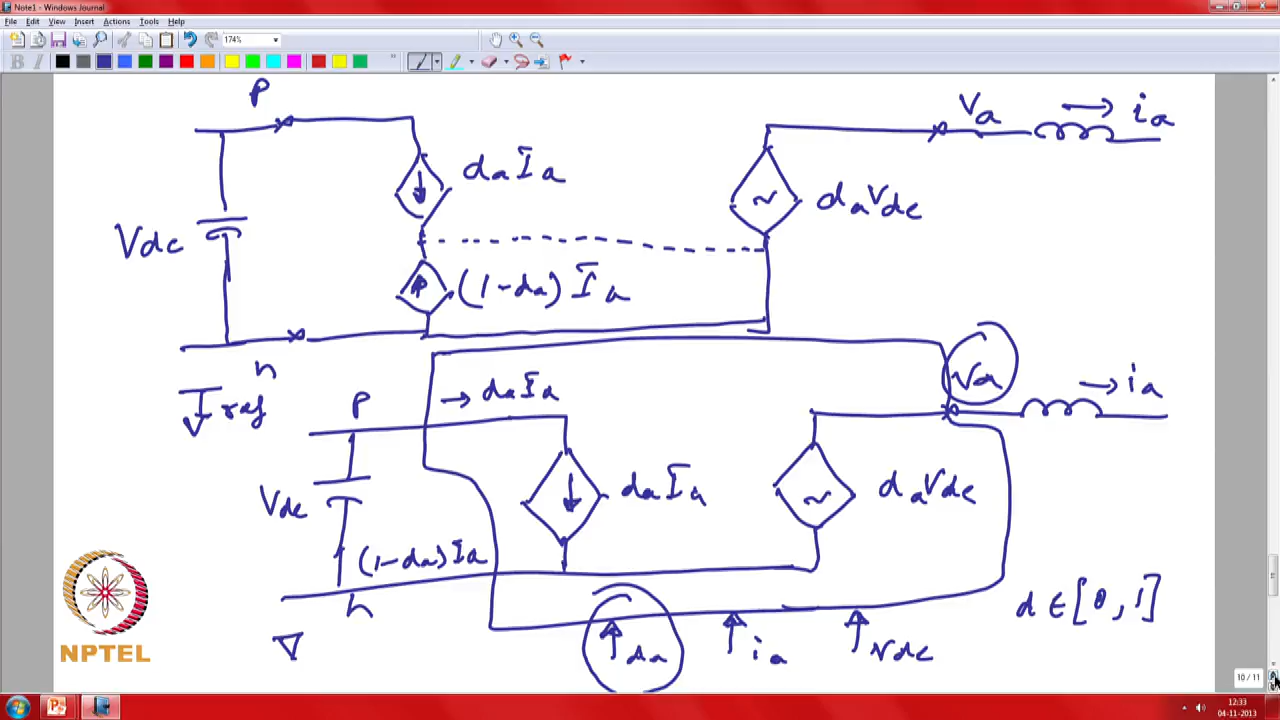 Note1 - Windows Journal
File Edit View Insert Actions Tools Help
174%
B I
P
Va
ia
daIa
daVdc
Vdc
(1-da) Ia
n
ref
Va
→ daIa
→ ia
P
Vdc
daIa
daVdc
(1-da)Ia
n
d ∈ [0, 1]
↑da ↑ia ↑Vdc
NPTEL
10 / 11
12:33
04-11-2013